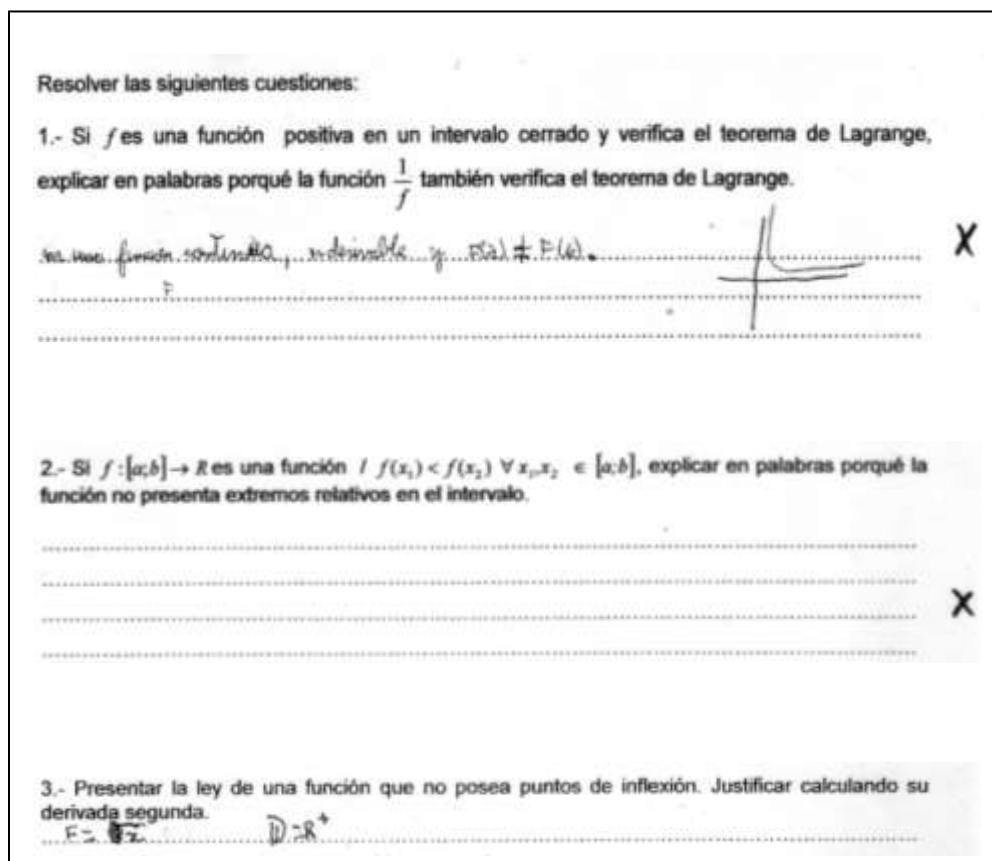 Resolver las siguientes cuestiones:
1.- Si f es una función positiva en un intervalo cerrado y verifica el teorema de Lagrange,
explicar en palabras porqué la función 1/f también verifica el teorema de Lagrange.
función continua, es derivable y F(a) ≠ F(b).
F
X
2.- Si f :[a;b]→ R es una función / f(x₁) < f(x₂) ∀ x₁,x₂ ∈ [a;b], explicar en palabras porqué la
función no presenta extremos relativos en el intervalo.
X
3.- Presentar la ley de una función que no posea puntos de inflexión. Justificar calculando su
derivada segunda.
F= D=R⁺